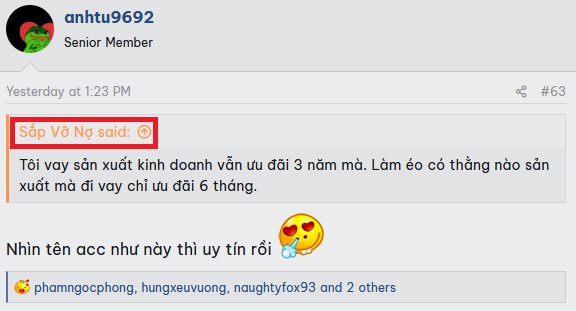 anhtu9692
Senior Member
Yesterday at 1:23 PM
#63
Sắp Vỡ Nợ said:
Tôi vay sản xuất kinh doanh vẫn ưu đãi 3 năm mà. Làm éo có thằng nào sản
xuất mà đi vay chỉ ưu đãi 6 tháng.
Nhìn tên acc như này thì uy tín rồi
phamngocphong, hungxeuvuong, naughtyfox93 and 2 others